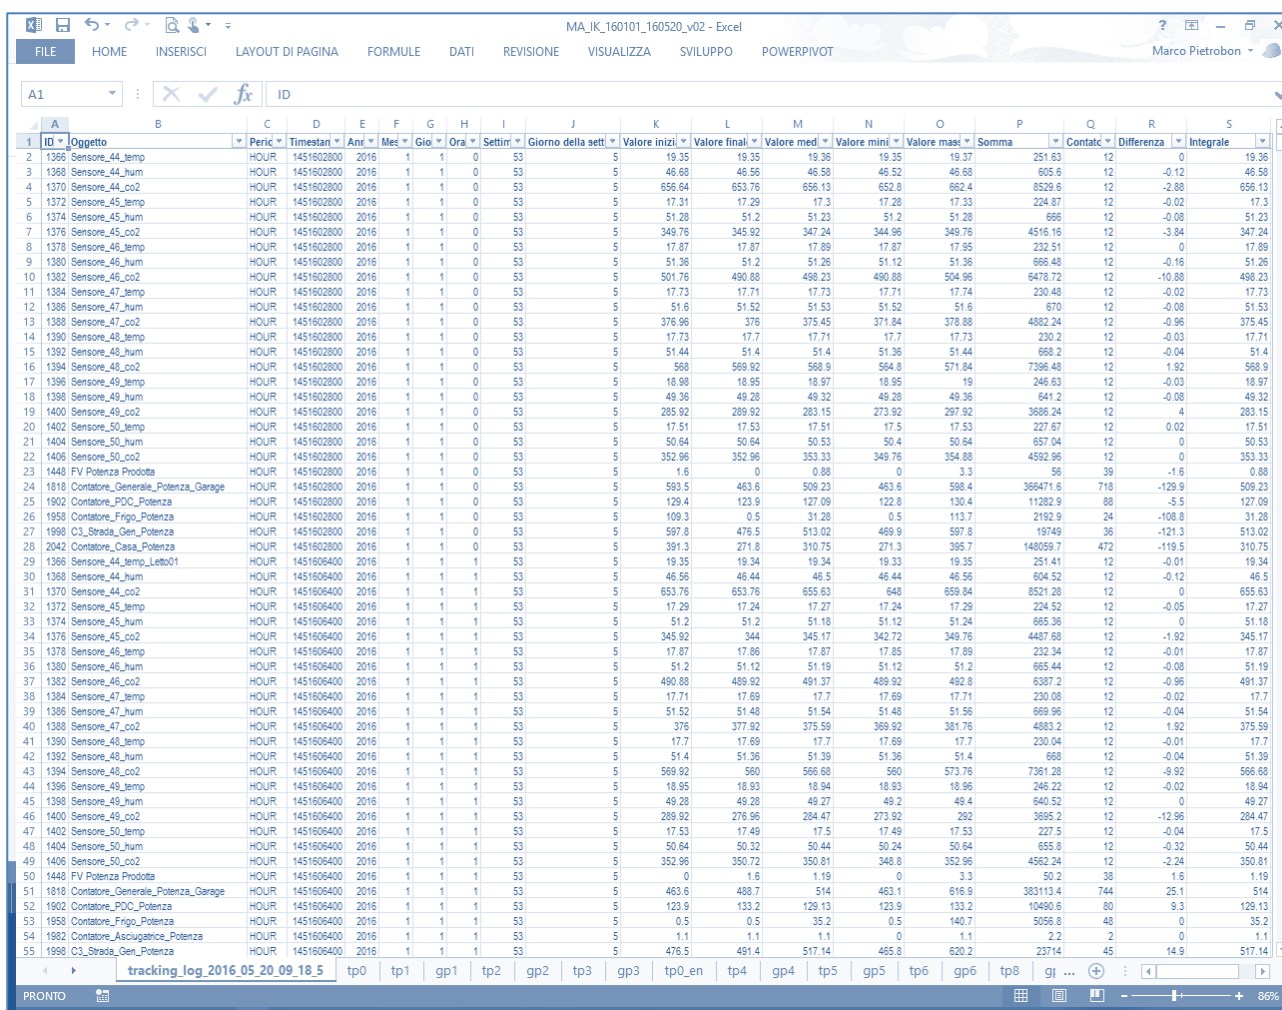 MA_IK_160101_160520_v02 - Excel
FILE HOME INSERISCI LAYOUT DI PAGINA FORMULE DATI REVISIONE VISUALIZZA SVILUPPO POWERPIVOT Marco Pietrobon
A1 fx ID
A B C D E F G H I J K L M N O P Q R S
1 ID Oggetto Peric Timestan Ann Mes Gio Ora Settim Giorno della sett Valore inizi Valore final Valore med Valore mini Valore mass Somma Contatc Differenza Integrale
2 1366 Sensore_44_temp HOUR 1451602800 2016 1 1 0 53 5 19.35 19.35 19.36 19.35 19.37 251.63 12 0 19.36
3 1368 Sensore_44_hum HOUR 1451602800 2016 1 1 0 53 5 46.68 46.56 46.58 46.52 46.68 605.6 12 -0.12 46.58
4 1370 Sensore_44_co2 HOUR 1451602800 2016 1 1 0 53 5 656.64 653.76 656.13 652.8 662.4 8529.6 12 -2.88 656.13
5 1372 Sensore_45_temp HOUR 1451602800 2016 1 1 0 53 5 17.31 17.29 17.3 17.28 17.33 224.87 12 -0.02 17.3
6 1374 Sensore_45_hum HOUR 1451602800 2016 1 1 0 53 5 51.28 51.2 51.23 51.2 51.28 666 12 -0.08 51.23
7 1376 Sensore_45_co2 HOUR 1451602800 2016 1 1 0 53 5 349.76 345.92 347.24 344.96 349.76 4516.16 12 -3.84 347.24
8 1378 Sensore_46_temp HOUR 1451602800 2016 1 1 0 53 5 17.87 17.87 17.89 17.87 17.95 232.51 12 0 17.89
9 1380 Sensore_46_hum HOUR 1451602800 2016 1 1 0 53 5 51.36 51.2 51.26 51.12 51.36 666.48 12 -0.16 51.26
10 1382 Sensore_46_co2 HOUR 1451602800 2016 1 1 0 53 5 501.76 490.88 498.23 490.88 504.96 6478.72 12 -10.88 498.23
11 1384 Sensore_47_temp HOUR 1451602800 2016 1 1 0 53 5 17.73 17.71 17.73 17.71 17.74 230.48 12 -0.02 17.73
12 1386 Sensore_47_hum HOUR 1451602800 2016 1 1 0 53 5 51.6 51.52 51.53 51.52 51.6 670 12 -0.08 51.53
13 1388 Sensore_47_co2 HOUR 1451602800 2016 1 1 0 53 5 376.96 376 375.45 371.84 378.88 4882.24 12 -0.96 375.45
14 1390 Sensore_48_temp HOUR 1451602800 2016 1 1 0 53 5 17.73 17.7 17.71 17.7 17.73 230.2 12 -0.03 17.71
15 1392 Sensore_48_hum HOUR 1451602800 2016 1 1 0 53 5 51.44 51.4 51.4 51.36 51.44 668.2 12 -0.04 51.4
16 1394 Sensore_48_co2 HOUR 1451602800 2016 1 1 0 53 5 568 569.92 568.9 564.8 571.84 7396.48 12 1.92 568.9
17 1396 Sensore_49_temp HOUR 1451602800 2016 1 1 0 53 5 18.98 18.95 18.97 18.95 19 246.63 12 -0.03 18.97
18 1398 Sensore_49_hum HOUR 1451602800 2016 1 1 0 53 5 49.36 49.28 49.32 49.28 49.36 641.2 12 -0.08 49.32
19 1400 Sensore_49_co2 HOUR 1451602800 2016 1 1 0 53 5 285.92 289.92 283.15 273.92 297.92 3686.24 12 4 283.15
20 1402 Sensore_50_temp HOUR 1451602800 2016 1 1 0 53 5 17.51 17.53 17.51 17.5 17.53 227.67 12 0.02 17.51
21 1404 Sensore_50_hum HOUR 1451602800 2016 1 1 0 53 5 50.64 50.64 50.53 50.4 50.64 657.04 12 0 50.53
22 1406 Sensore_50_co2 HOUR 1451602800 2016 1 1 0 53 5 352.96 352.96 353.33 349.76 354.88 4592.96 12 0 353.33
23 1448 FV Potenza Prodotta HOUR 1451602800 2016 1 1 0 53 5 1.6 0 0.88 0 3.3 56 39 -1.6 0.88
24 1818 Contatore_Generale_Potenza_Garage HOUR 1451602800 2016 1 1 0 53 5 593.5 463.6 509.23 463.6 598.4 366471.6 718 -129.9 509.23
25 1902 Contatore_PDC_Potenza HOUR 1451602800 2016 1 1 0 53 5 129.4 123.9 127.09 122.8 130.4 11282.9 88 -5.5 127.09
26 1958 Contatore_Frigo_Potenza HOUR 1451602800 2016 1 1 0 53 5 109.3 0.5 31.28 0.5 113.7 2192.9 24 -108.8 31.28
27 1998 C3_Strada_Gen_Potenza HOUR 1451602800 2016 1 1 0 53 5 597.8 476.5 513.02 469.9 597.8 19749 36 -121.3 513.02
28 2042 Contatore_Casa_Potenza HOUR 1451602800 2016 1 1 0 53 5 391.3 271.8 310.75 271.3 395.7 148059.7 472 -119.5 310.75
29 1366 Sensore_44_temp_Letto01 HOUR 1451606400 2016 1 1 1 53 5 19.35 19.34 19.34 19.33 19.35 251.41 12 -0.01 19.34
30 1368 Sensore_44_hum HOUR 1451606400 2016 1 1 1 53 5 46.56 46.44 46.5 46.44 46.56 604.52 12 -0.12 46.5
31 1370 Sensore_44_co2 HOUR 1451606400 2016 1 1 1 53 5 653.76 653.76 655.63 648 659.84 8521.28 12 0 655.63
32 1372 Sensore_45_temp HOUR 1451606400 2016 1 1 1 53 5 17.29 17.24 17.27 17.24 17.29 224.52 12 -0.05 17.27
33 1374 Sensore_45_hum HOUR 1451606400 2016 1 1 1 53 5 51.2 51.2 51.18 51.12 51.24 665.36 12 0 51.18
34 1376 Sensore_45_co2 HOUR 1451606400 2016 1 1 1 53 5 345.92 344 345.17 342.72 349.76 4487.68 12 -1.92 345.17
35 1378 Sensore_46_temp HOUR 1451606400 2016 1 1 1 53 5 17.87 17.86 17.87 17.85 17.89 232.34 12 -0.01 17.87
36 1380 Sensore_46_hum HOUR 1451606400 2016 1 1 1 53 5 51.2 51.12 51.19 51.12 51.2 665.44 12 -0.08 51.19
37 1382 Sensore_46_co2 HOUR 1451606400 2016 1 1 1 53 5 490.88 489.92 491.37 489.92 492.8 6387.2 12 -0.96 491.37
38 1384 Sensore_47_temp HOUR 1451606400 2016 1 1 1 53 5 17.71 17.69 17.7 17.69 17.71 230.08 12 -0.02 17.7
39 1386 Sensore_47_hum HOUR 1451606400 2016 1 1 1 53 5 51.52 51.48 51.54 51.48 51.56 669.96 12 -0.04 51.54
40 1388 Sensore_47_co2 HOUR 1451606400 2016 1 1 1 53 5 376 377.92 375.59 369.92 381.76 4883.2 12 1.92 375.59
41 1390 Sensore_48_temp HOUR 1451606400 2016 1 1 1 53 5 17.7 17.69 17.7 17.69 17.7 230.04 12 -0.01 17.7
42 1392 Sensore_48_hum HOUR 1451606400 2016 1 1 1 53 5 51.4 51.36 51.39 51.36 51.4 668 12 -0.04 51.39
43 1394 Sensore_48_co2 HOUR 1451606400 2016 1 1 1 53 5 569.92 560 566.68 560 573.76 7361.28 12 -9.92 566.68
44 1396 Sensore_49_temp HOUR 1451606400 2016 1 1 1 53 5 18.95 18.93 18.94 18.93 18.96 246.22 12 -0.02 18.94
45 1398 Sensore_49_hum HOUR 1451606400 2016 1 1 1 53 5 49.28 49.28 49.27 49.2 49.4 640.52 12 0 49.27
46 1400 Sensore_49_co2 HOUR 1451606400 2016 1 1 1 53 5 289.92 276.96 284.47 273.92 292 3695.2 12 -12.96 284.47
47 1402 Sensore_50_temp HOUR 1451606400 2016 1 1 1 53 5 17.53 17.49 17.5 17.49 17.53 227.5 12 -0.04 17.5
48 1404 Sensore_50_hum HOUR 1451606400 2016 1 1 1 53 5 50.64 50.32 50.44 50.24 50.64 655.8 12 -0.32 50.44
49 1406 Sensore_50_co2 HOUR 1451606400 2016 1 1 1 53 5 352.96 350.72 350.81 348.8 352.96 4562.24 12 -2.24 350.81
50 1448 FV Potenza Prodotta HOUR 1451606400 2016 1 1 1 53 5 0 1.6 1.19 0 3.3 50.2 38 1.6 1.19
51 1818 Contatore_Generale_Potenza_Garage HOUR 1451606400 2016 1 1 1 53 5 463.6 488.7 514 463.1 616.9 383113.4 744 25.1 514
52 1902 Contatore_PDC_Potenza HOUR 1451606400 2016 1 1 1 53 5 123.9 133.2 129.13 123.9 133.2 10490.6 80 9.3 129.13
53 1958 Contatore_Frigo_Potenza HOUR 1451606400 2016 1 1 1 53 5 0.5 0.5 35.2 0.5 140.7 5056.8 48 0 35.2
54 1982 Contatore_Asciugatrice_Potenza HOUR 1451606400 2016 1 1 1 53 5 1.1 1.1 1.1 0 1.1 2.2 2 0 1.1
55 1998 C3_Strada_Gen_Potenza HOUR 1451606400 2016 1 1 1 53 5 476.5 491.4 517.14 465.8 620.2 23714 45 14.9 517.14
tracking_log_2016_05_20_09_18_5 tp0 tp1 gp1 tp2 gp2 tp3 gp3 tp0_en tp4 gp4 tp5 gp5 tp6 gp6 tp8 ...
PRONTO 86%